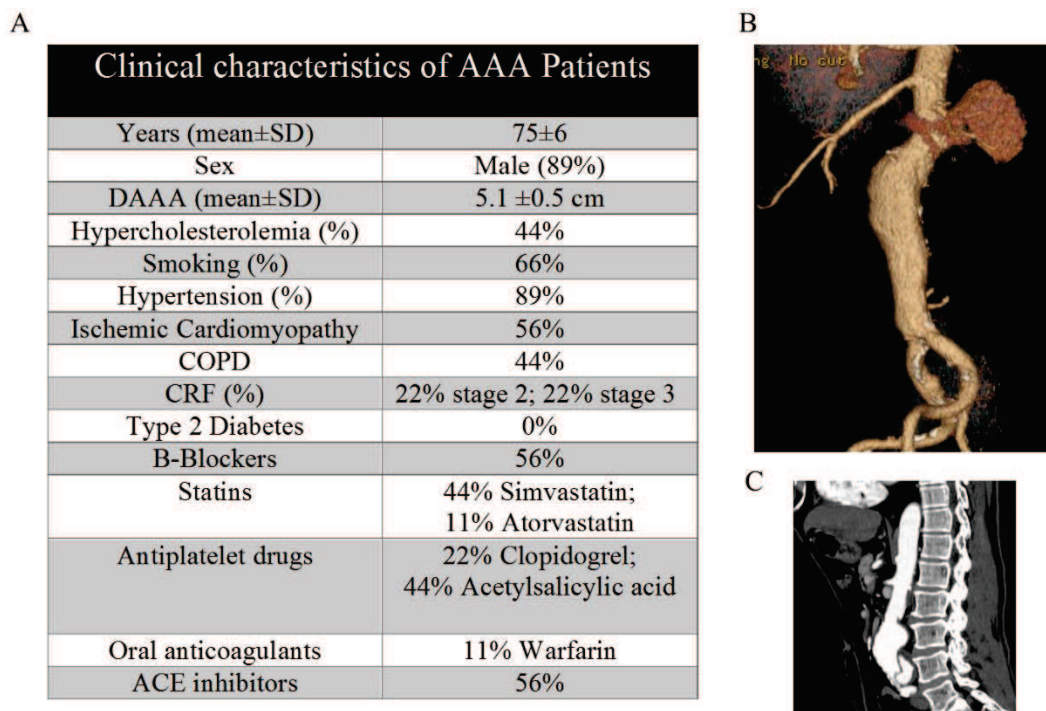 A
Clinical characteristics of AAA Patients
Years (mean±SD) 75±6
Sex Male (89%)
DAAA (mean±SD) 5.1 ±0.5 cm
Hypercholesterolemia (%) 44%
Smoking (%) 66%
Hypertension (%) 89%
Ischemic Cardiomyopathy 56%
COPD 44%
CRF (%) 22% stage 2; 22% stage 3
Type 2 Diabetes 0%
B-Blockers 56%
Statins 44% Simvastatin;
11% Atorvastatin
Antiplatelet drugs 22% Clopidogrel;
44% Acetylsalicylic acid
Oral anticoagulants 11% Warfarin
ACE inhibitors 56%
B
ng No cut
C